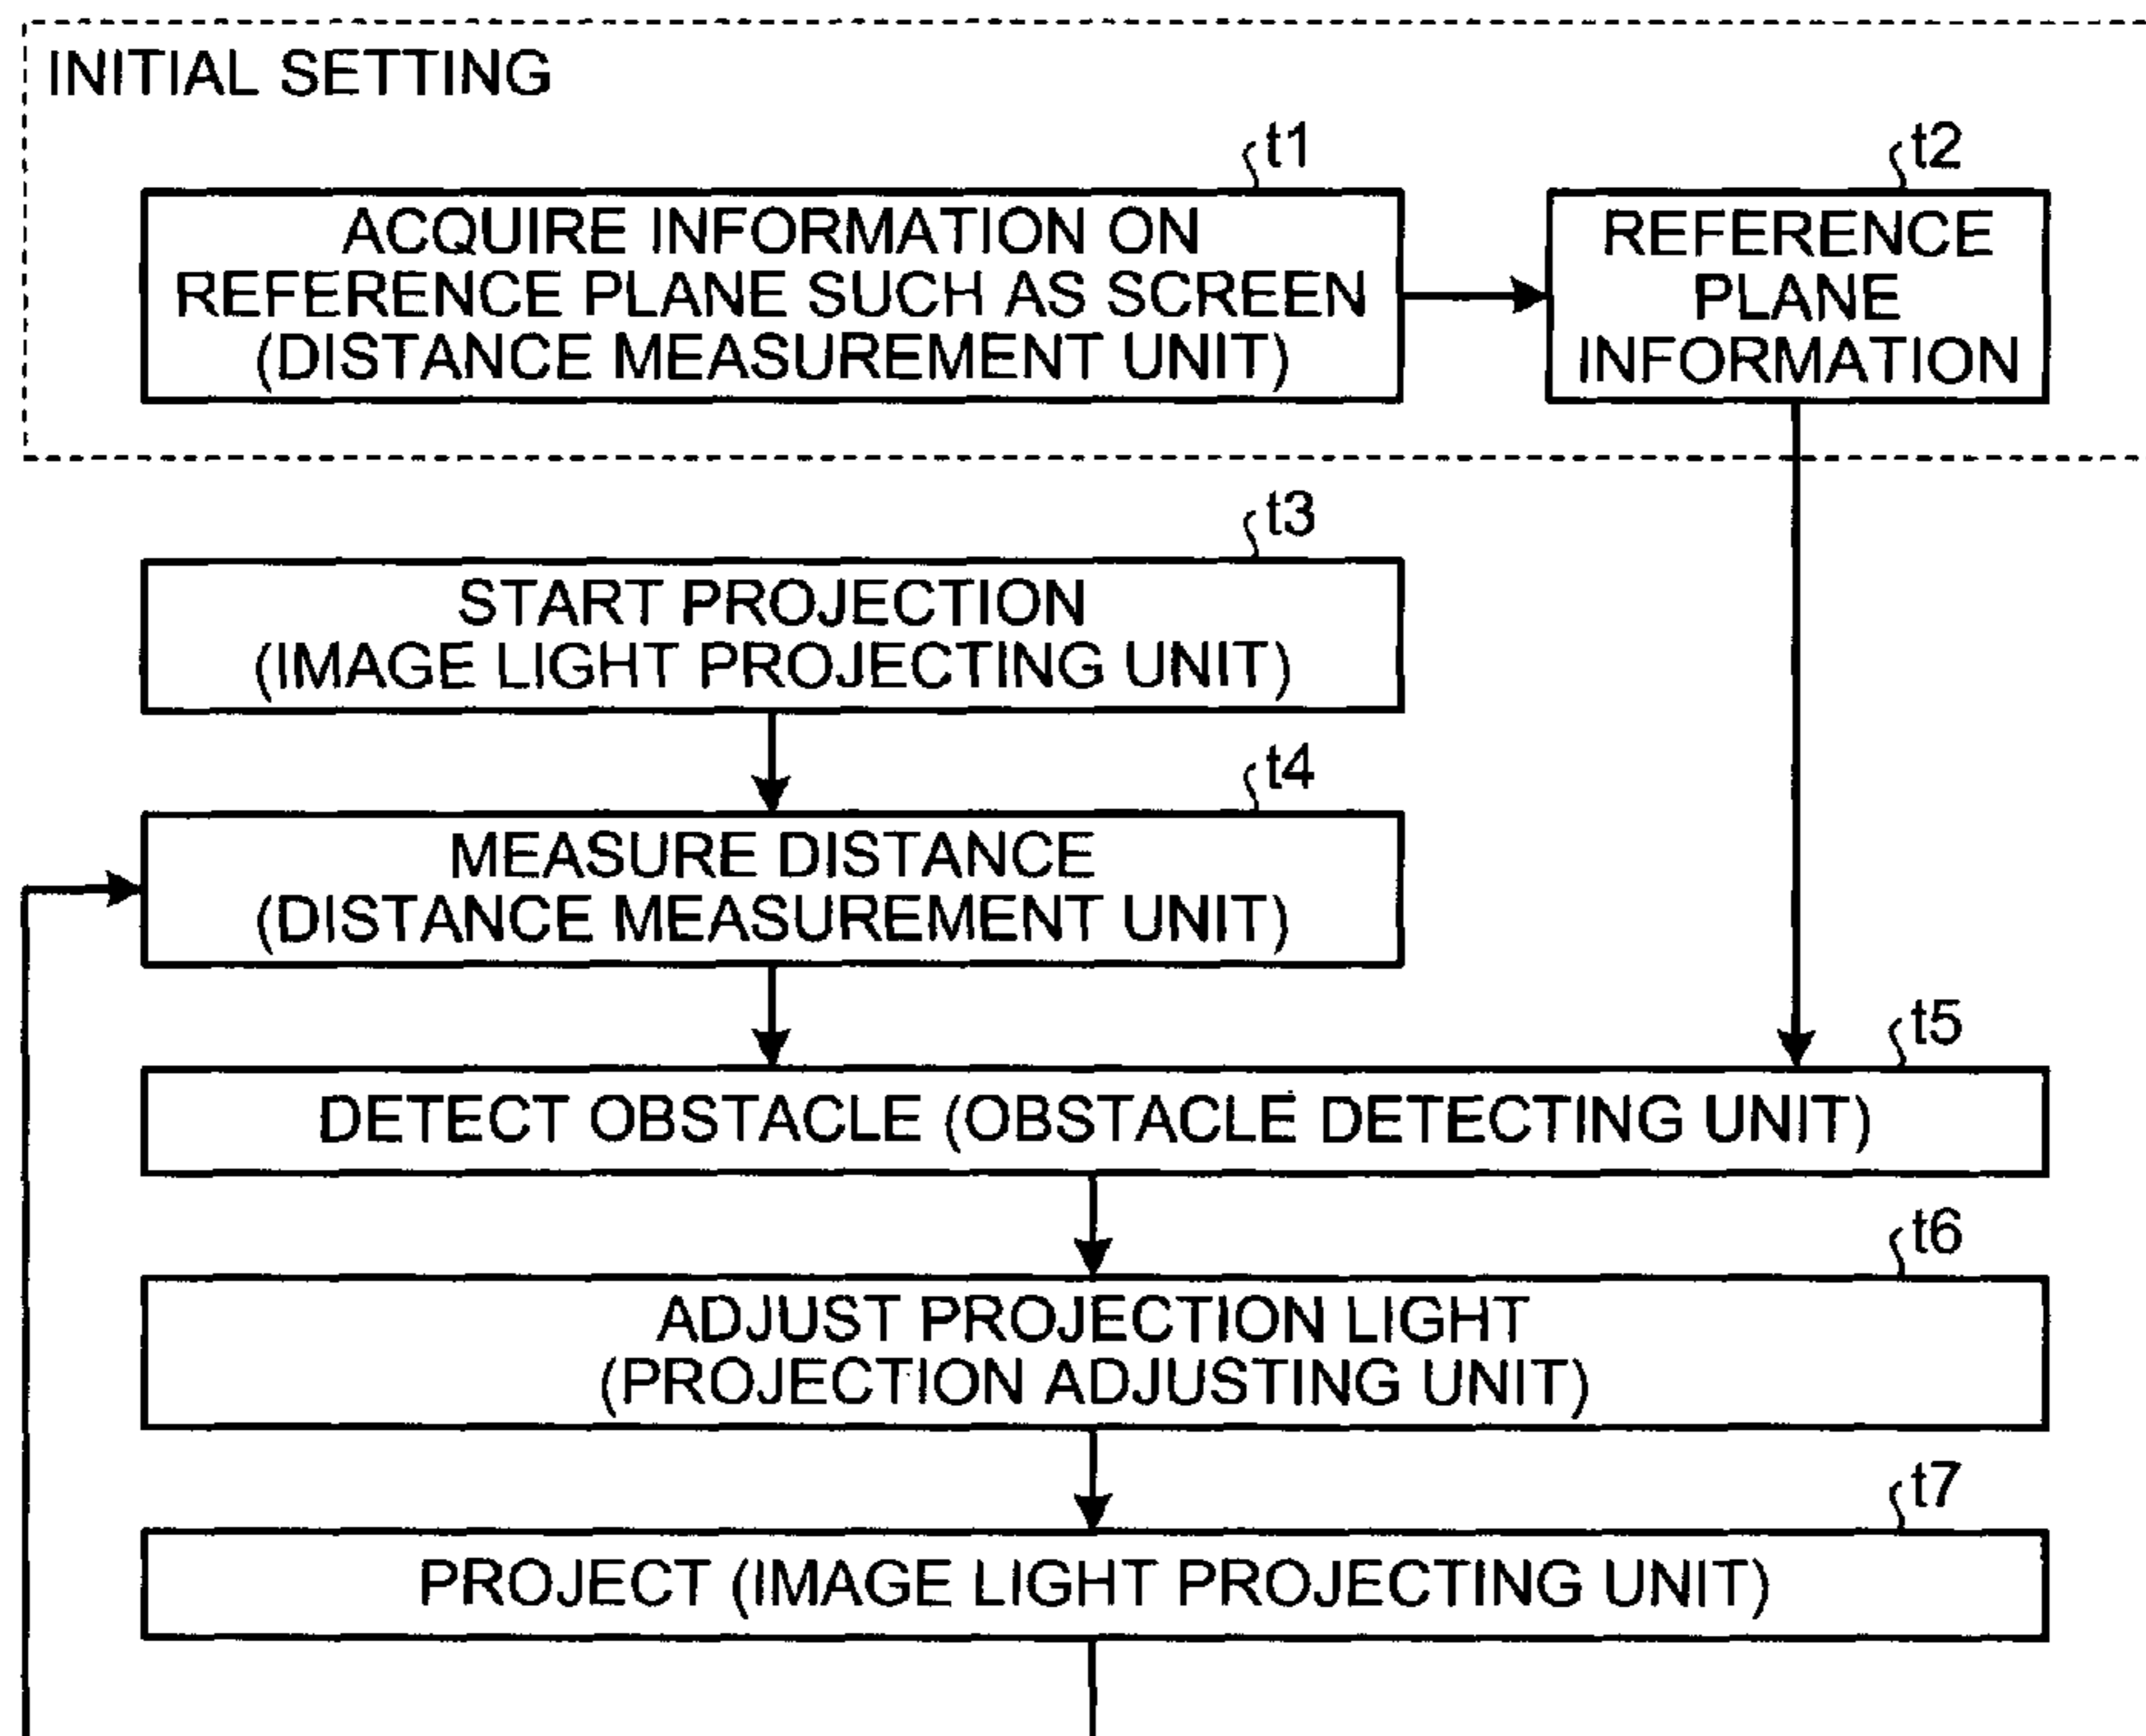 INITIAL SETTING
t1
ACQUIRE INFORMATION ON
REFERENCE PLANE SUCH AS SCREEN
(DISTANCE MEASUREMENT UNIT)
t2
REFERENCE
PLANE
INFORMATION
t3
START PROJECTION
(IMAGE LIGHT PROJECTING UNIT)
t4
MEASURE DISTANCE
(DISTANCE MEASUREMENT UNIT)
t5
DETECT OBSTACLE (OBSTACLE DETECTING UNIT)
t6
ADJUST PROJECTION LIGHT
(PROJECTION ADJUSTING UNIT)
t7
PROJECT (IMAGE LIGHT PROJECTING UNIT)